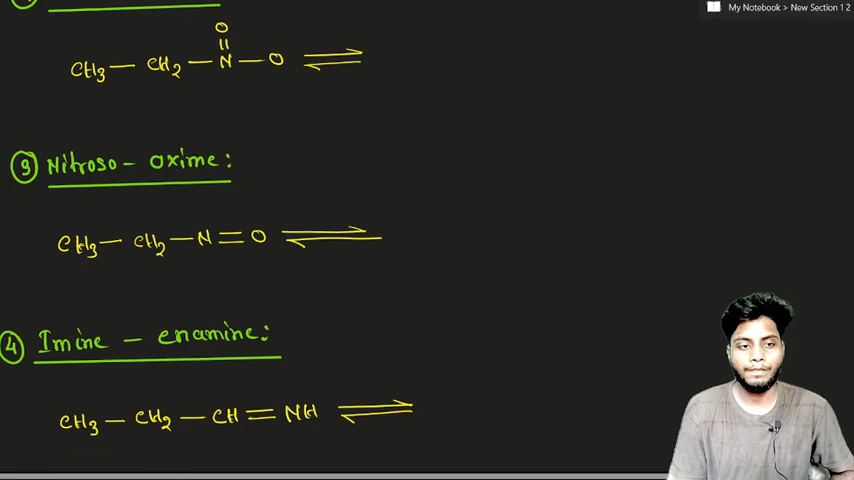 My Notebook > New Section 1 2
O
||
CH3 — CH2 — N — O ⇌
③ Nitroso - oxime:
CH3 — CH2 — N = O ⇌
④ Imine - enamine:
CH3 — CH2 — CH = NH ⇌